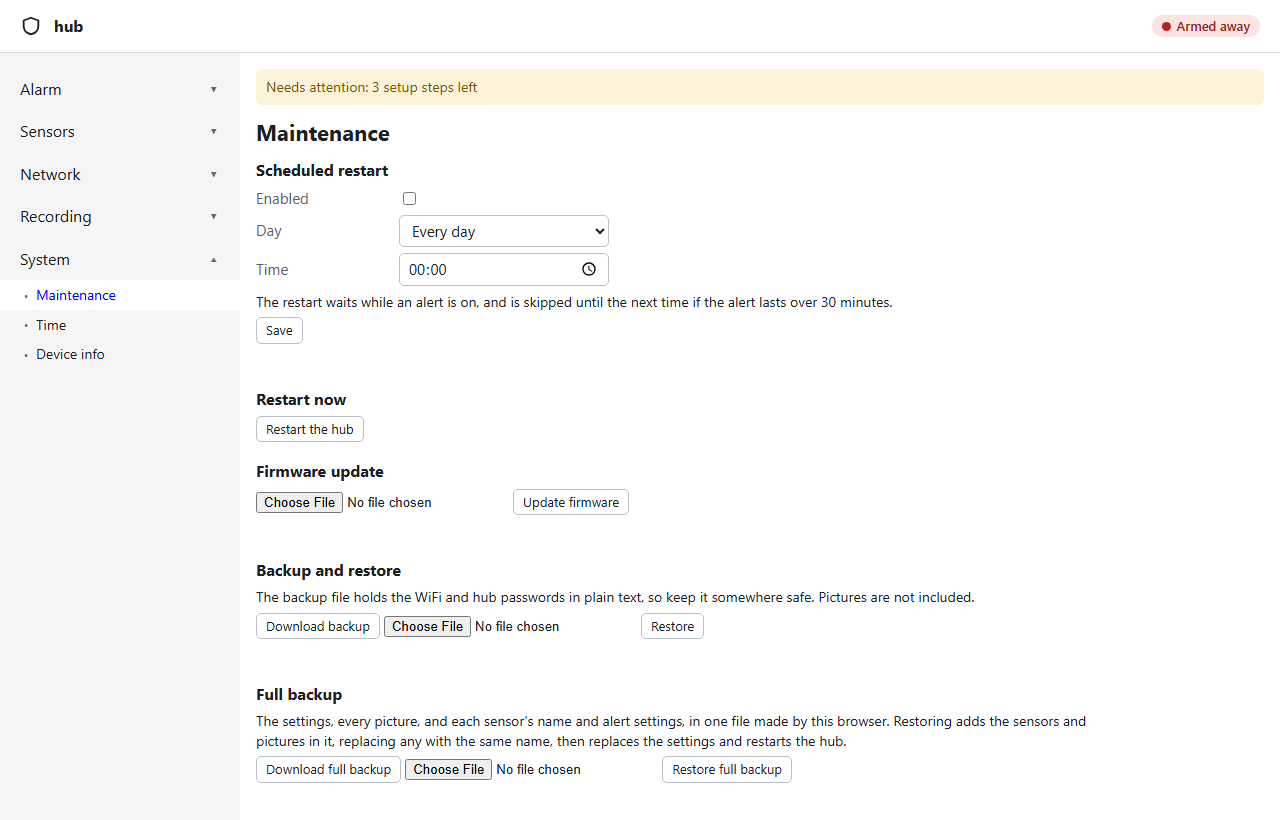 hub
Armed away
Alarm
Sensors
Network
Recording
System
Maintenance
Time
Device info
Needs attention: 3 setup steps left
Maintenance
Scheduled restart
Enabled
Day
Every day
Time
00:00
The restart waits while an alert is on, and is skipped until the next time if the alert lasts over 30 minutes.
Save
Restart now
Restart the hub
Firmware update
Choose File No file chosen Update firmware
Backup and restore
The backup file holds the WiFi and hub passwords in plain text, so keep it somewhere safe. Pictures are not included.
Download backup Choose File No file chosen Restore
Full backup
The settings, every picture, and each sensor's name and alert settings, in one file made by this browser. Restoring adds the sensors and
pictures in it, replacing any with the same name, then replaces the settings and restarts the hub.
Download full backup Choose File No file chosen Restore full backup